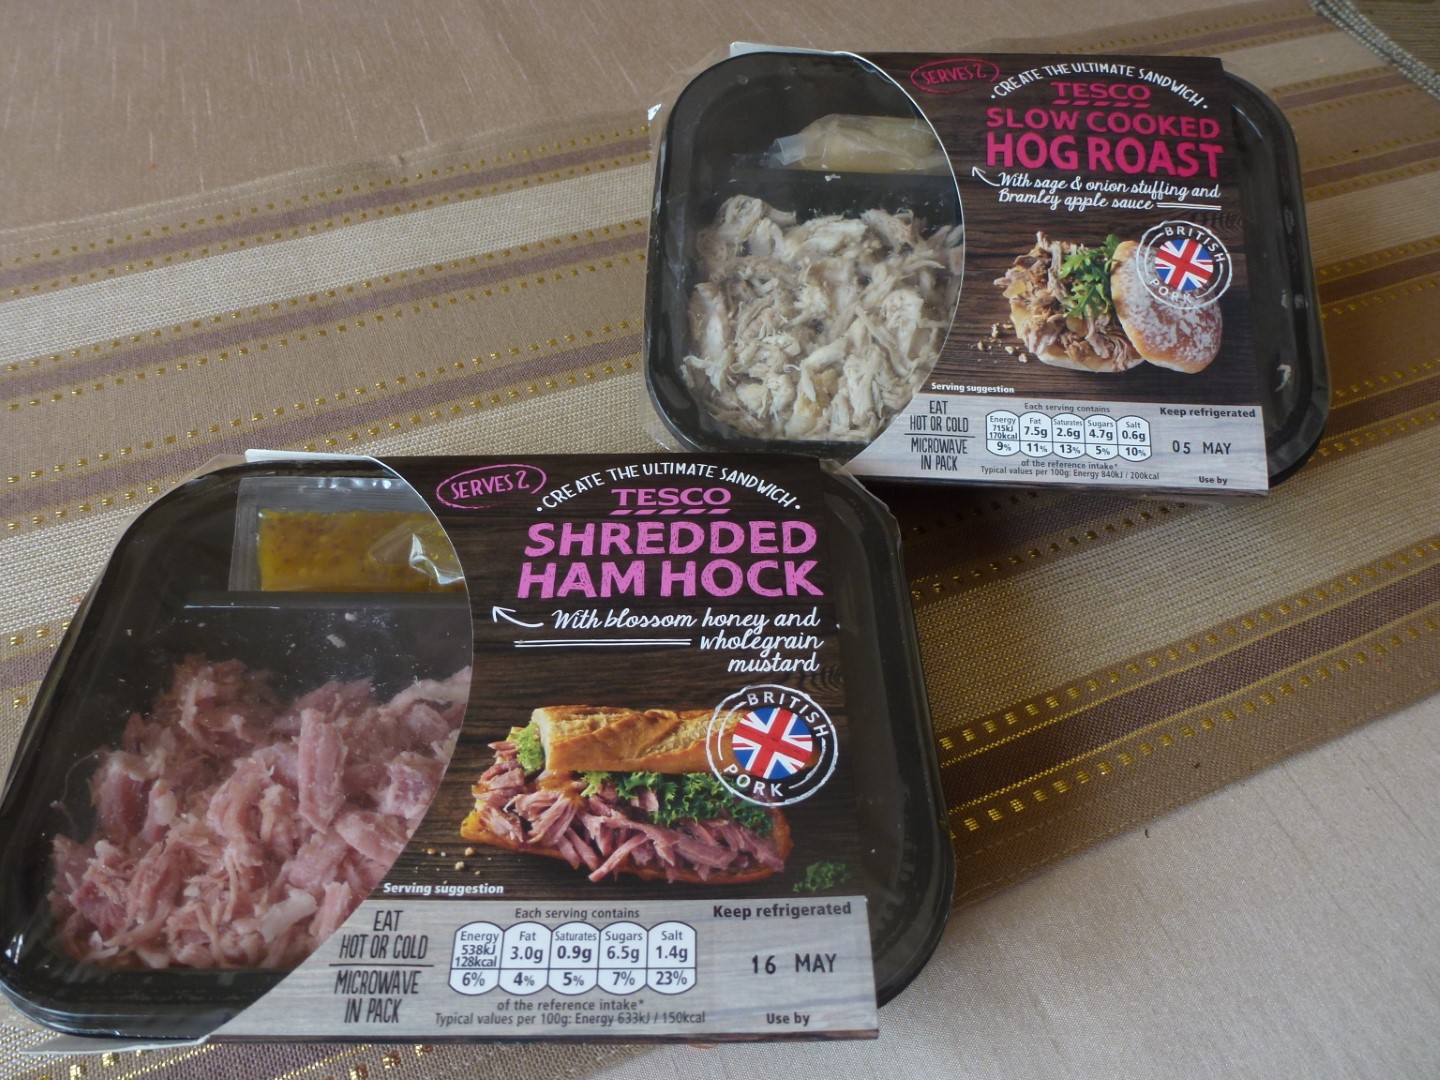 SERVES 2
·CREATE THE ULTIMATE SANDWICH·
TESCO
SLOW COOKED
HOG ROAST
With sage & onion stuffing and
Bramley apple sauce
BRITISH
PORK
Serving suggestion
EAT
HOT OR COLD
MICROWAVE
IN PACK
Each serving contains
Energy Fat Saturates Sugars Salt
715kJ 170kcal 7.5g 2.6g 4.7g 0.6g
9% 11% 13% 5% 10%
of the reference intake*
Typical values per 100g: Energy 840kJ / 200kcal
Keep refrigerated
05 MAY
Use by
SERVES 2
·CREATE THE ULTIMATE SANDWICH·
TESCO
SHREDDED
HAM HOCK
With blossom honey and
wholegrain
mustard
BRITISH
PORK
Serving suggestion
EAT
HOT OR COLD
MICROWAVE
IN PACK
Each serving contains
Energy Fat Saturates Sugars Salt
538kJ 128kcal 3.0g 0.9g 6.5g 1.4g
6% 4% 5% 7% 23%
of the reference intake*
Typical values per 100g: Energy 633kJ / 150kcal
Keep refrigerated
16 MAY
Use by